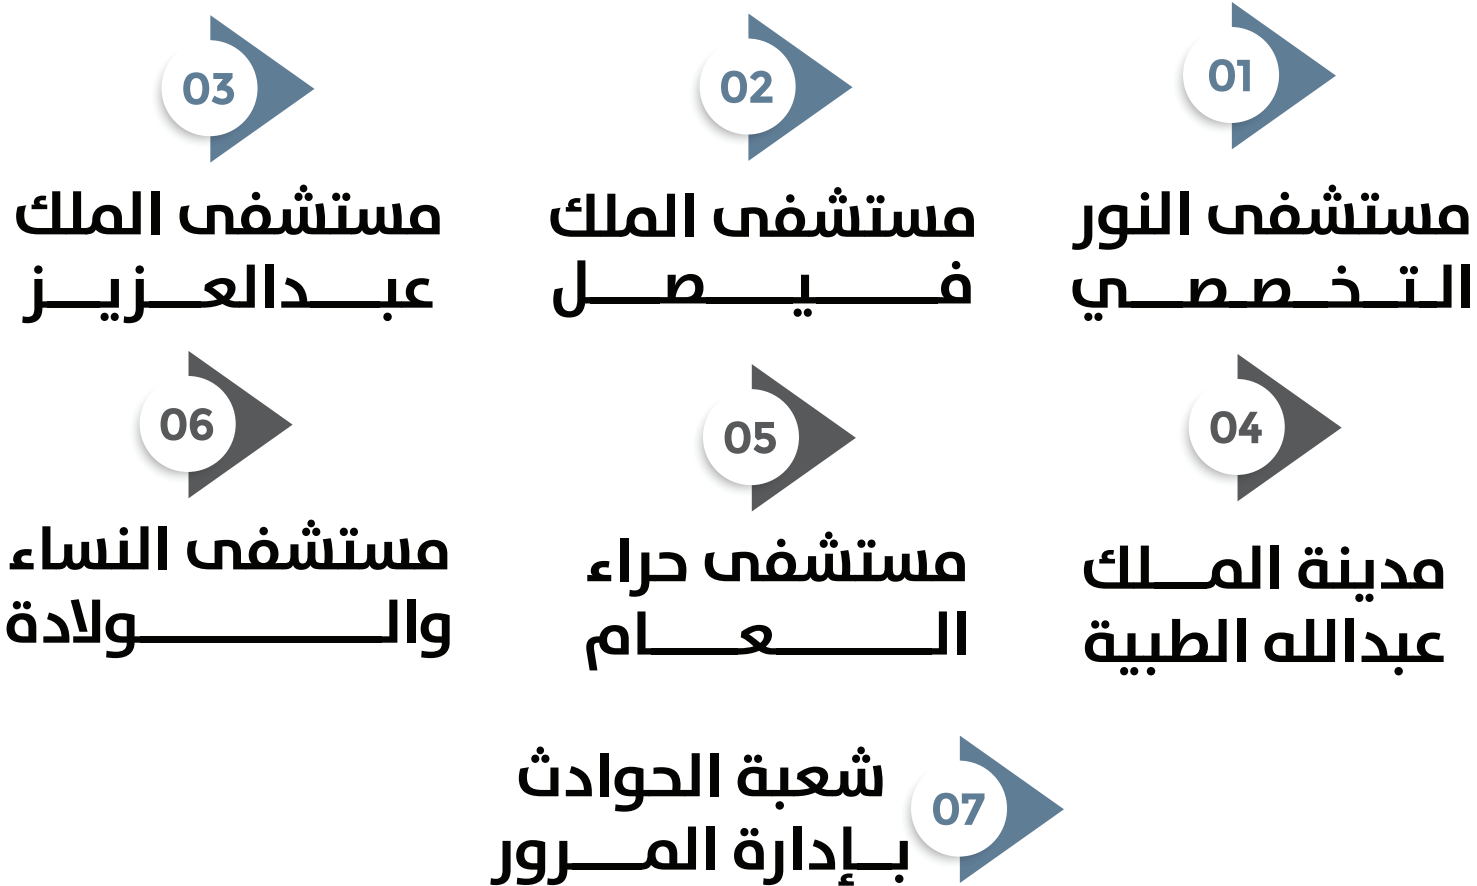 01
مستشفى النور
التخصصي
02
مستشفى الملك
فيصل
03
مستشفى الملك
عبدالعزيز
04
مدينة الملك
عبدالله الطبية
05
مستشفى حراء
العام
06
مستشفى النساء
والولادة
07
شعبة الحوادث
بإدارة المرور